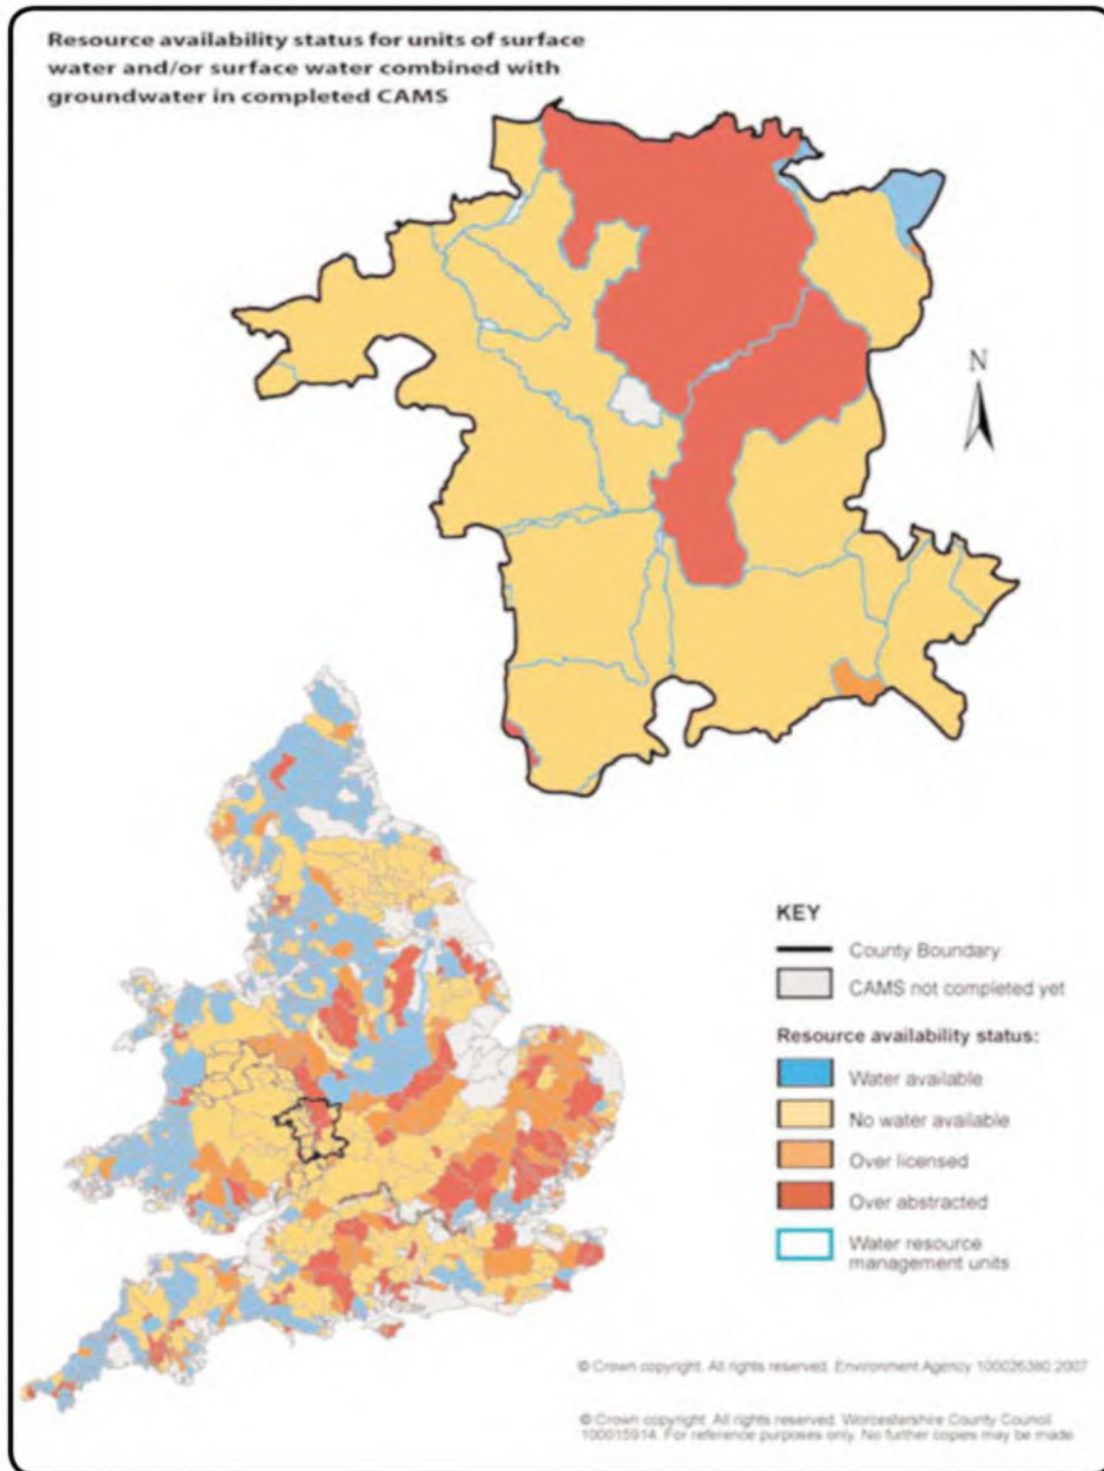 Resource availability status for units of surface
water and/or surface water combined with
groundwater in completed CAMS
N
KEY
County Boundary
CAMS not completed yet
Resource availability status:
Water available
No water available
Over licensed
Over abstracted
Water resource
management units
© Crown copyright. All rights reserved. Environment Agency 100026380 2007
© Crown copyright. All rights reserved. Worcestershire County Council
100015914. For reference purposes only. No further copies may be made